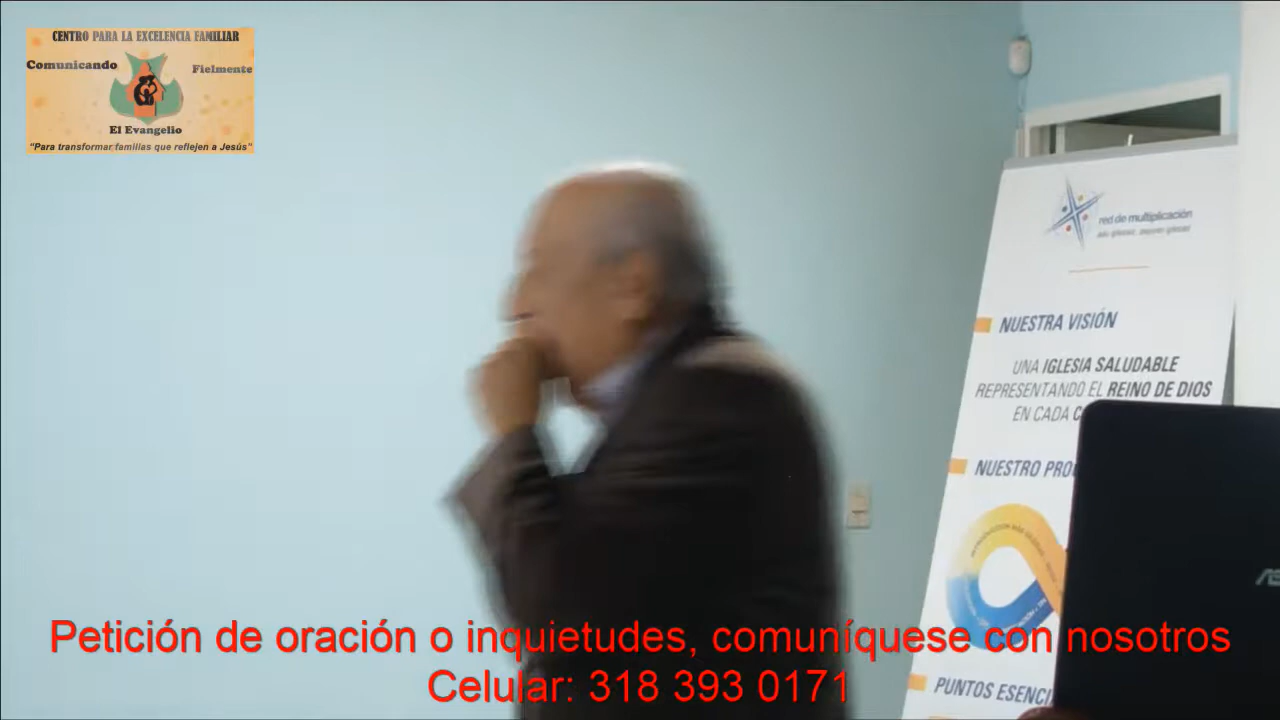 CENTRO PARA LA EXCELENCIA FAMILIAR
Comunicando Fielmente
El Evangelio
"Para transformar familias que reflejen a Jesús"
red de multiplicación
NUESTRA VISIÓN
UNA IGLESIA SALUDABLE
REPRESENTANDO EL REINO DE DIOS
EN CADA
NUESTRO
PUNTOS
Petición de oración o inquietudes, comuníquese con nosotros
Celular: 318 393 0171